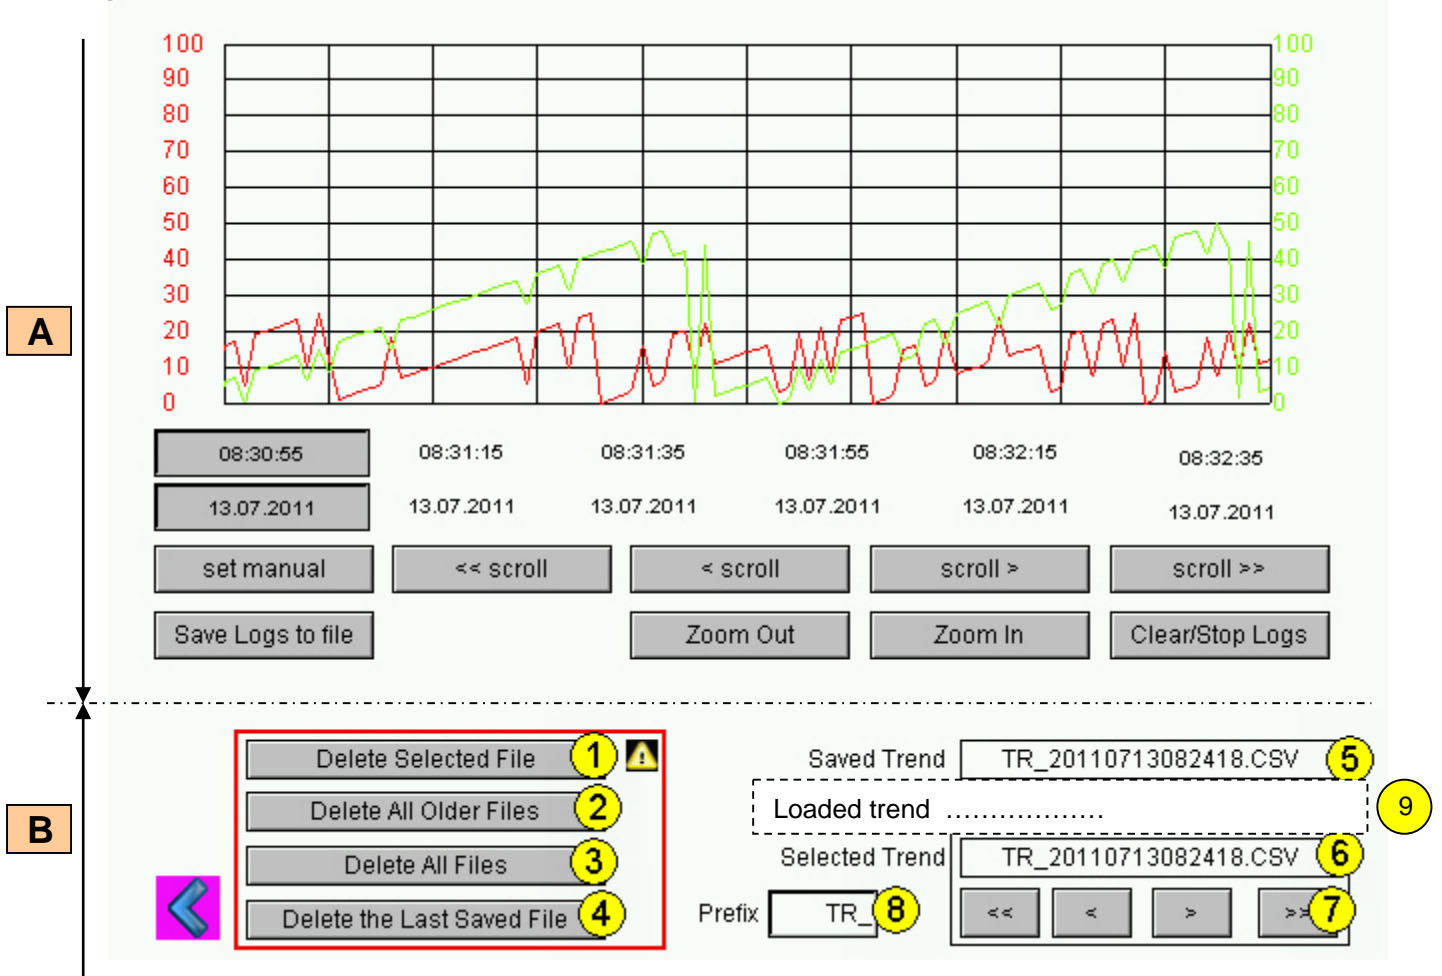 100 100
90 90
80 80
70 70
60 60
50 50
40 40
30 30
A
20 20
10 10
0 0
08:30:55 08:31:15 08:31:35 08:31:55 08:32:15 08:32:35
13.07.2011 13.07.2011 13.07.2011 13.07.2011 13.07.2011 13.07.2011
set manual << scroll < scroll scroll > scroll >>
Save Logs to file Zoom Out Zoom In Clear/Stop Logs
Delete Selected File 1 Saved Trend TR_20110713082418.CSV 5
Delete All Older Files 2 Loaded trend .................. 9
B
Delete All Files 3 Selected Trend TR_20110713082418.CSV 6
Delete the Last Saved File 4 Prefix TR_ 8 << < > >> 7